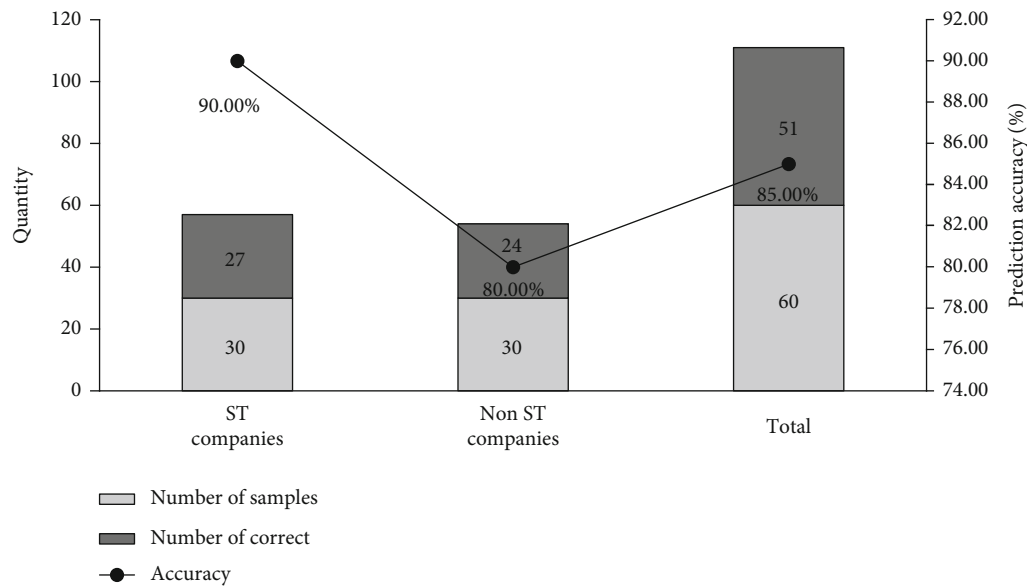 120
100
80
60
40
20
0
Quantity
92.00
90.00
88.00
86.00
84.00
82.00
80.00
78.00
76.00
74.00
Prediction accuracy (%)
90.00%
27
30
24
80.00%
30
51
85.00%
60
ST
companies
Non ST
companies
Total
Number of samples
Number of correct
Accuracy